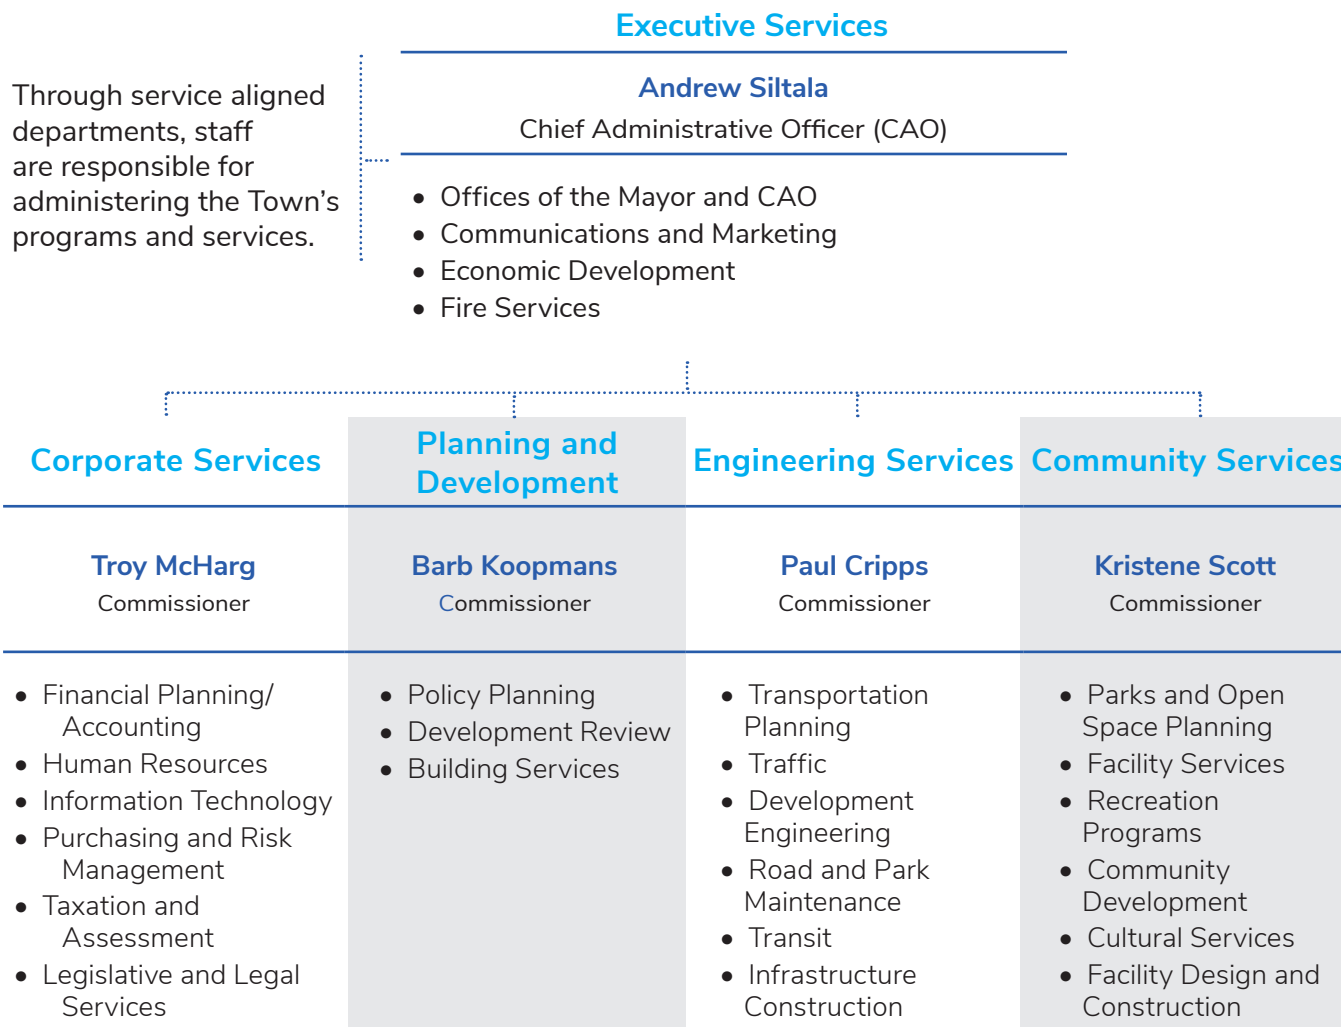 Executive Services
Through service aligned
departments, staff
are responsible for
administering the Town's
programs and services.
Andrew Siltala
Chief Administrative Officer (CAO)
• Offices of the Mayor and CAO
• Communications and Marketing
• Economic Development
• Fire Services
Corporate Services
Troy McHarg
Commissioner
• Financial Planning/
Accounting
• Human Resources
• Information Technology
• Purchasing and Risk
Management
• Taxation and
Assessment
• Legislative and Legal
Services
Planning and
Development
Barb Koopmans
Commissioner
• Policy Planning
• Development Review
• Building Services
Engineering Services
Paul Cripps
Commissioner
• Transportation
Planning
• Traffic
• Development
Engineering
• Road and Park
Maintenance
• Transit
• Infrastructure
Construction
Community Services
Kristene Scott
Commissioner
• Parks and Open
Space Planning
• Facility Services
• Recreation
Programs
• Community
Development
• Cultural Services
• Facility Design and
Construction